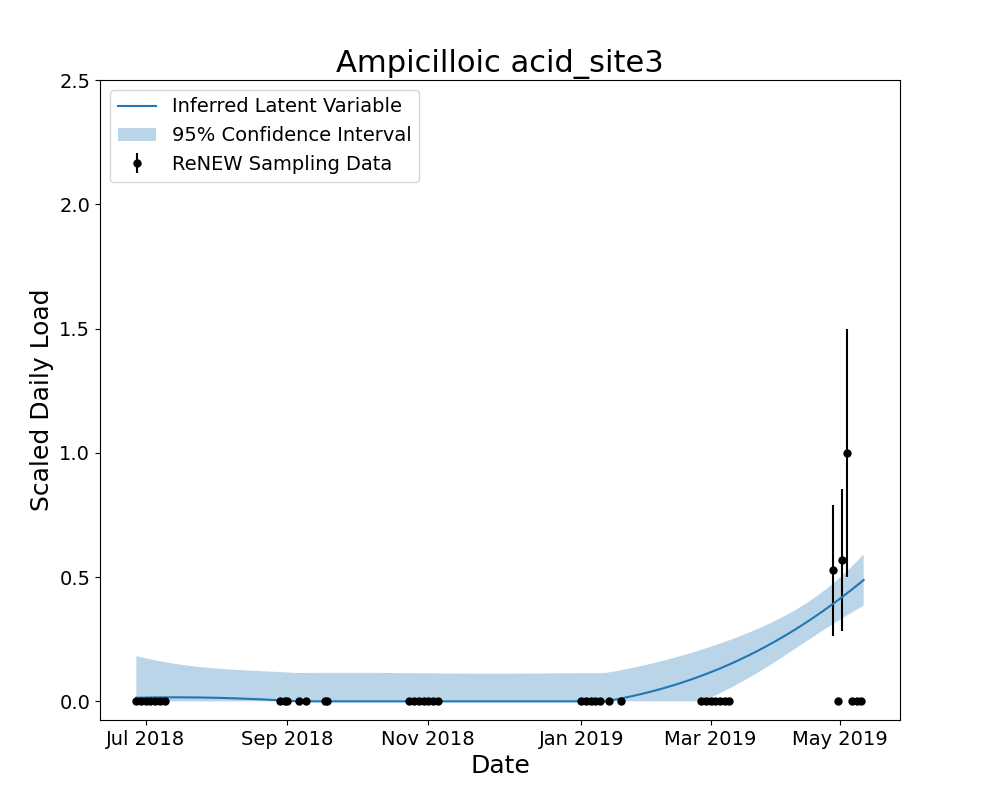 Ampicilloic acid_site3
Inferred Latent Variable
95% Confidence Interval
ReNEW Sampling Data
2.5
2.0
1.5
1.0
0.5
0.0
Scaled Daily Load
Jul 2018
Sep 2018
Nov 2018
Jan 2019
Mar 2019
May 2019
Date